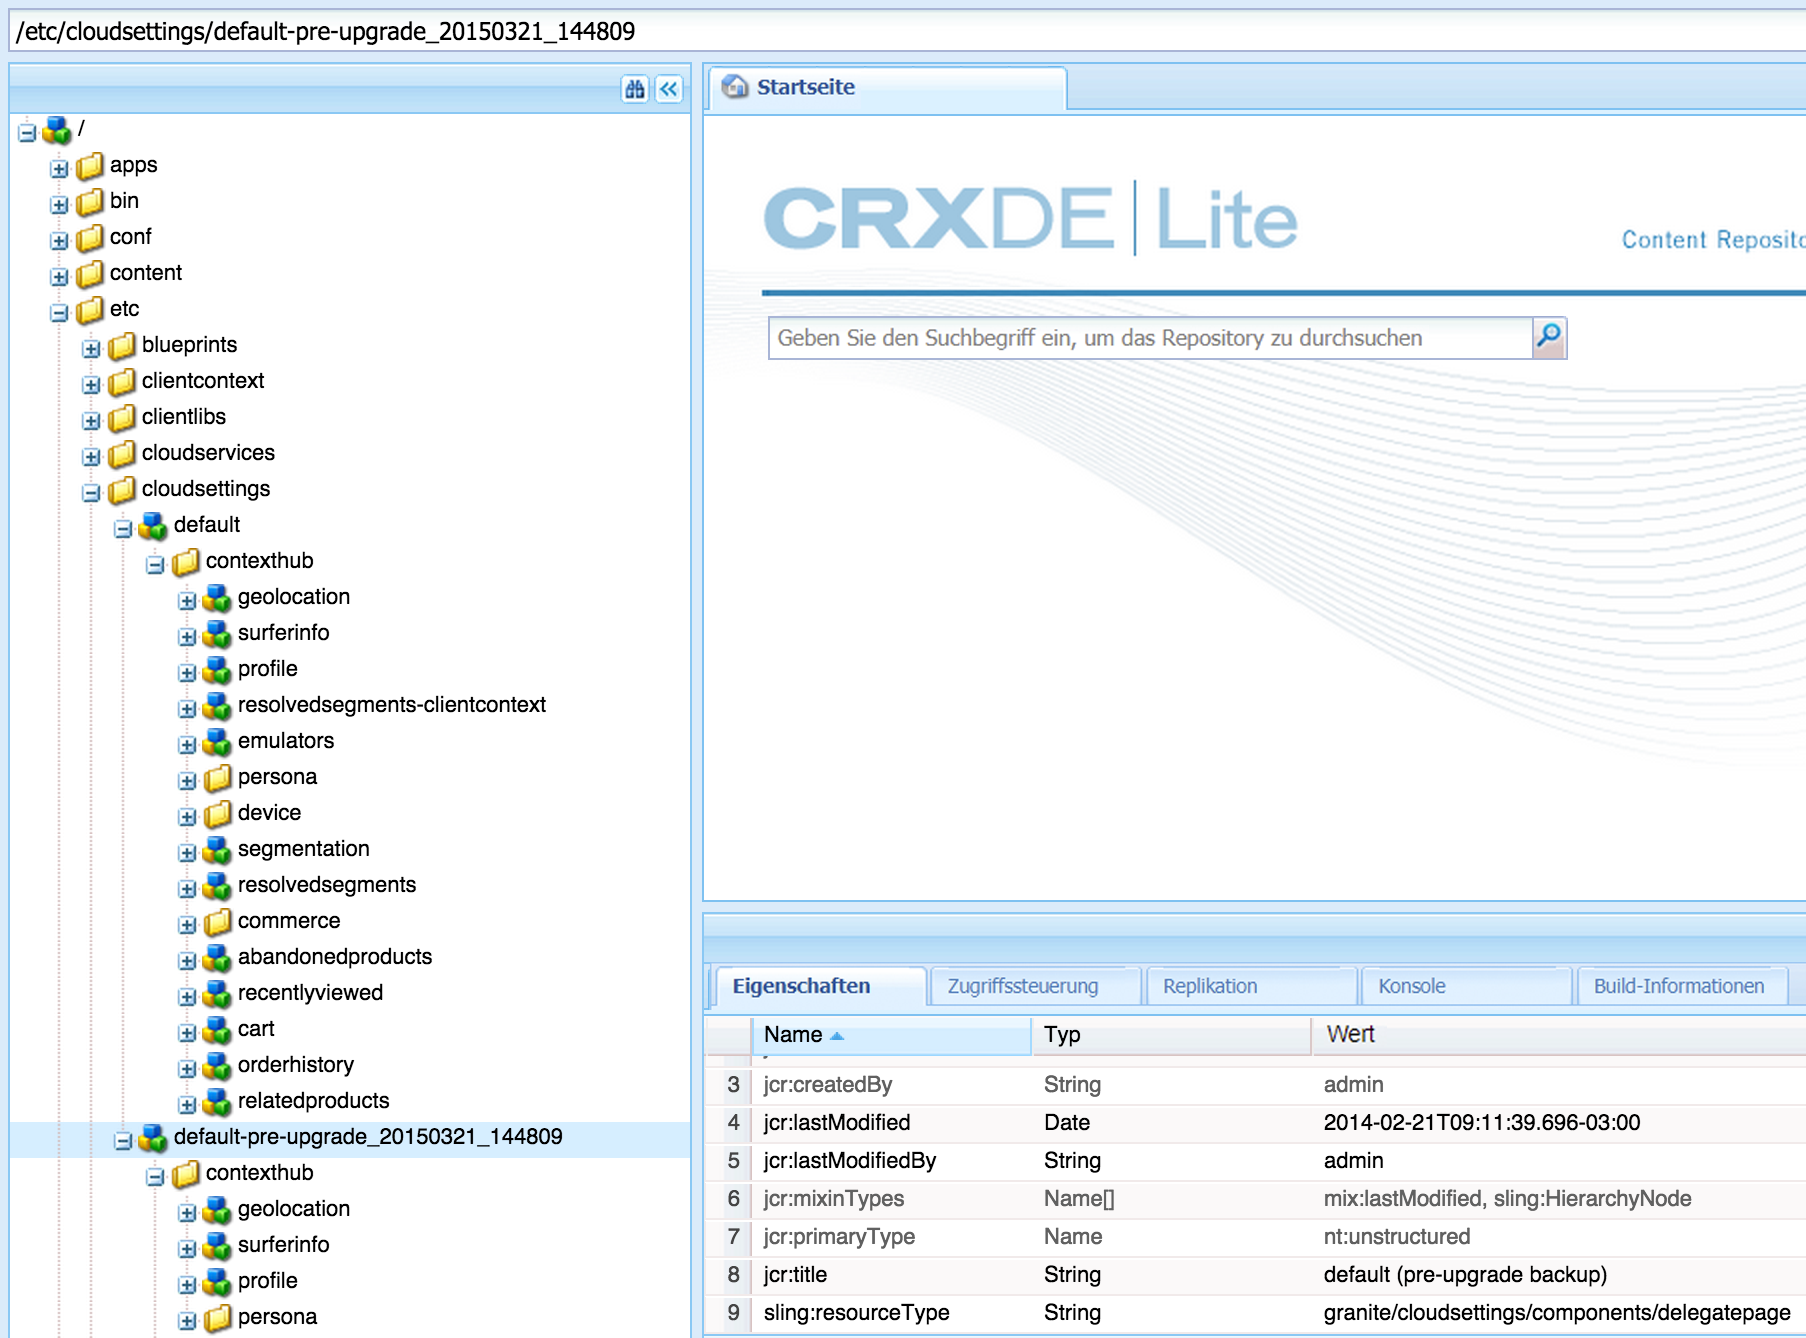 /etc/cloudsettings/default-pre-upgrade_20150321_144809
Startseite
/
apps
bin
conf
content
etc
blueprints
clientcontext
clientlibs
cloudservices
cloudsettings
default
contexthub
geolocation
surferinfo
profile
resolvedsegments-clientcontext
emulators
persona
device
segmentation
resolvedsegments
commerce
abandonedproducts
recentlyviewed
cart
orderhistory
relatedproducts
default-pre-upgrade_20150321_144809
contexthub
geolocation
surferinfo
profile
persona
CRXDE | Lite
Content Reposito
Geben Sie den Suchbegriff ein, um das Repository zu durchsuchen
Eigenschaften Zugriffssteuerung Replikation Konsole Build-Informationen
Name Typ Wert
3 jcr:createdBy String admin
4 jcr:lastModified Date 2014-02-21T09:11:39.696-03:00
5 jcr:lastModifiedBy String admin
6 jcr:mixinTypes Name[] mix:lastModified, sling:HierarchyNode
7 jcr:primaryType Name nt:unstructured
8 jcr:title String default (pre-upgrade backup)
9 sling:resourceType String granite/cloudsettings/components/delegatepage